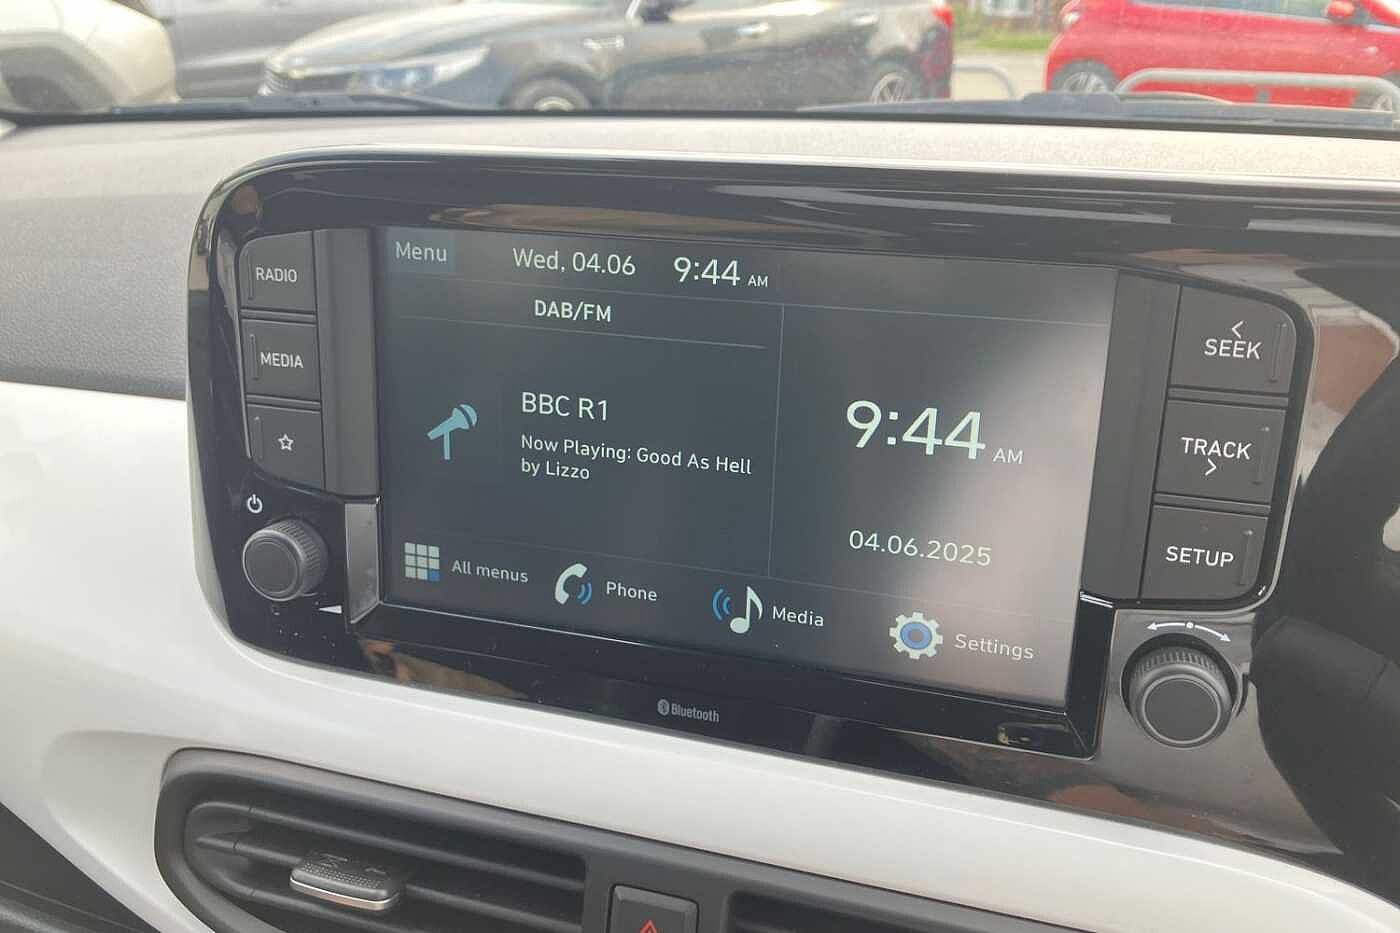 RADIO
MEDIA
Menu
Wed, 04.06
9:44 AM
DAB/FM
BBC R1
Now Playing: Good As Hell
by Lizzo
9:44 AM
04.06.2025
All menus
Phone
Media
Settings
< SEEK
TRACK >
SETUP
Bluetooth